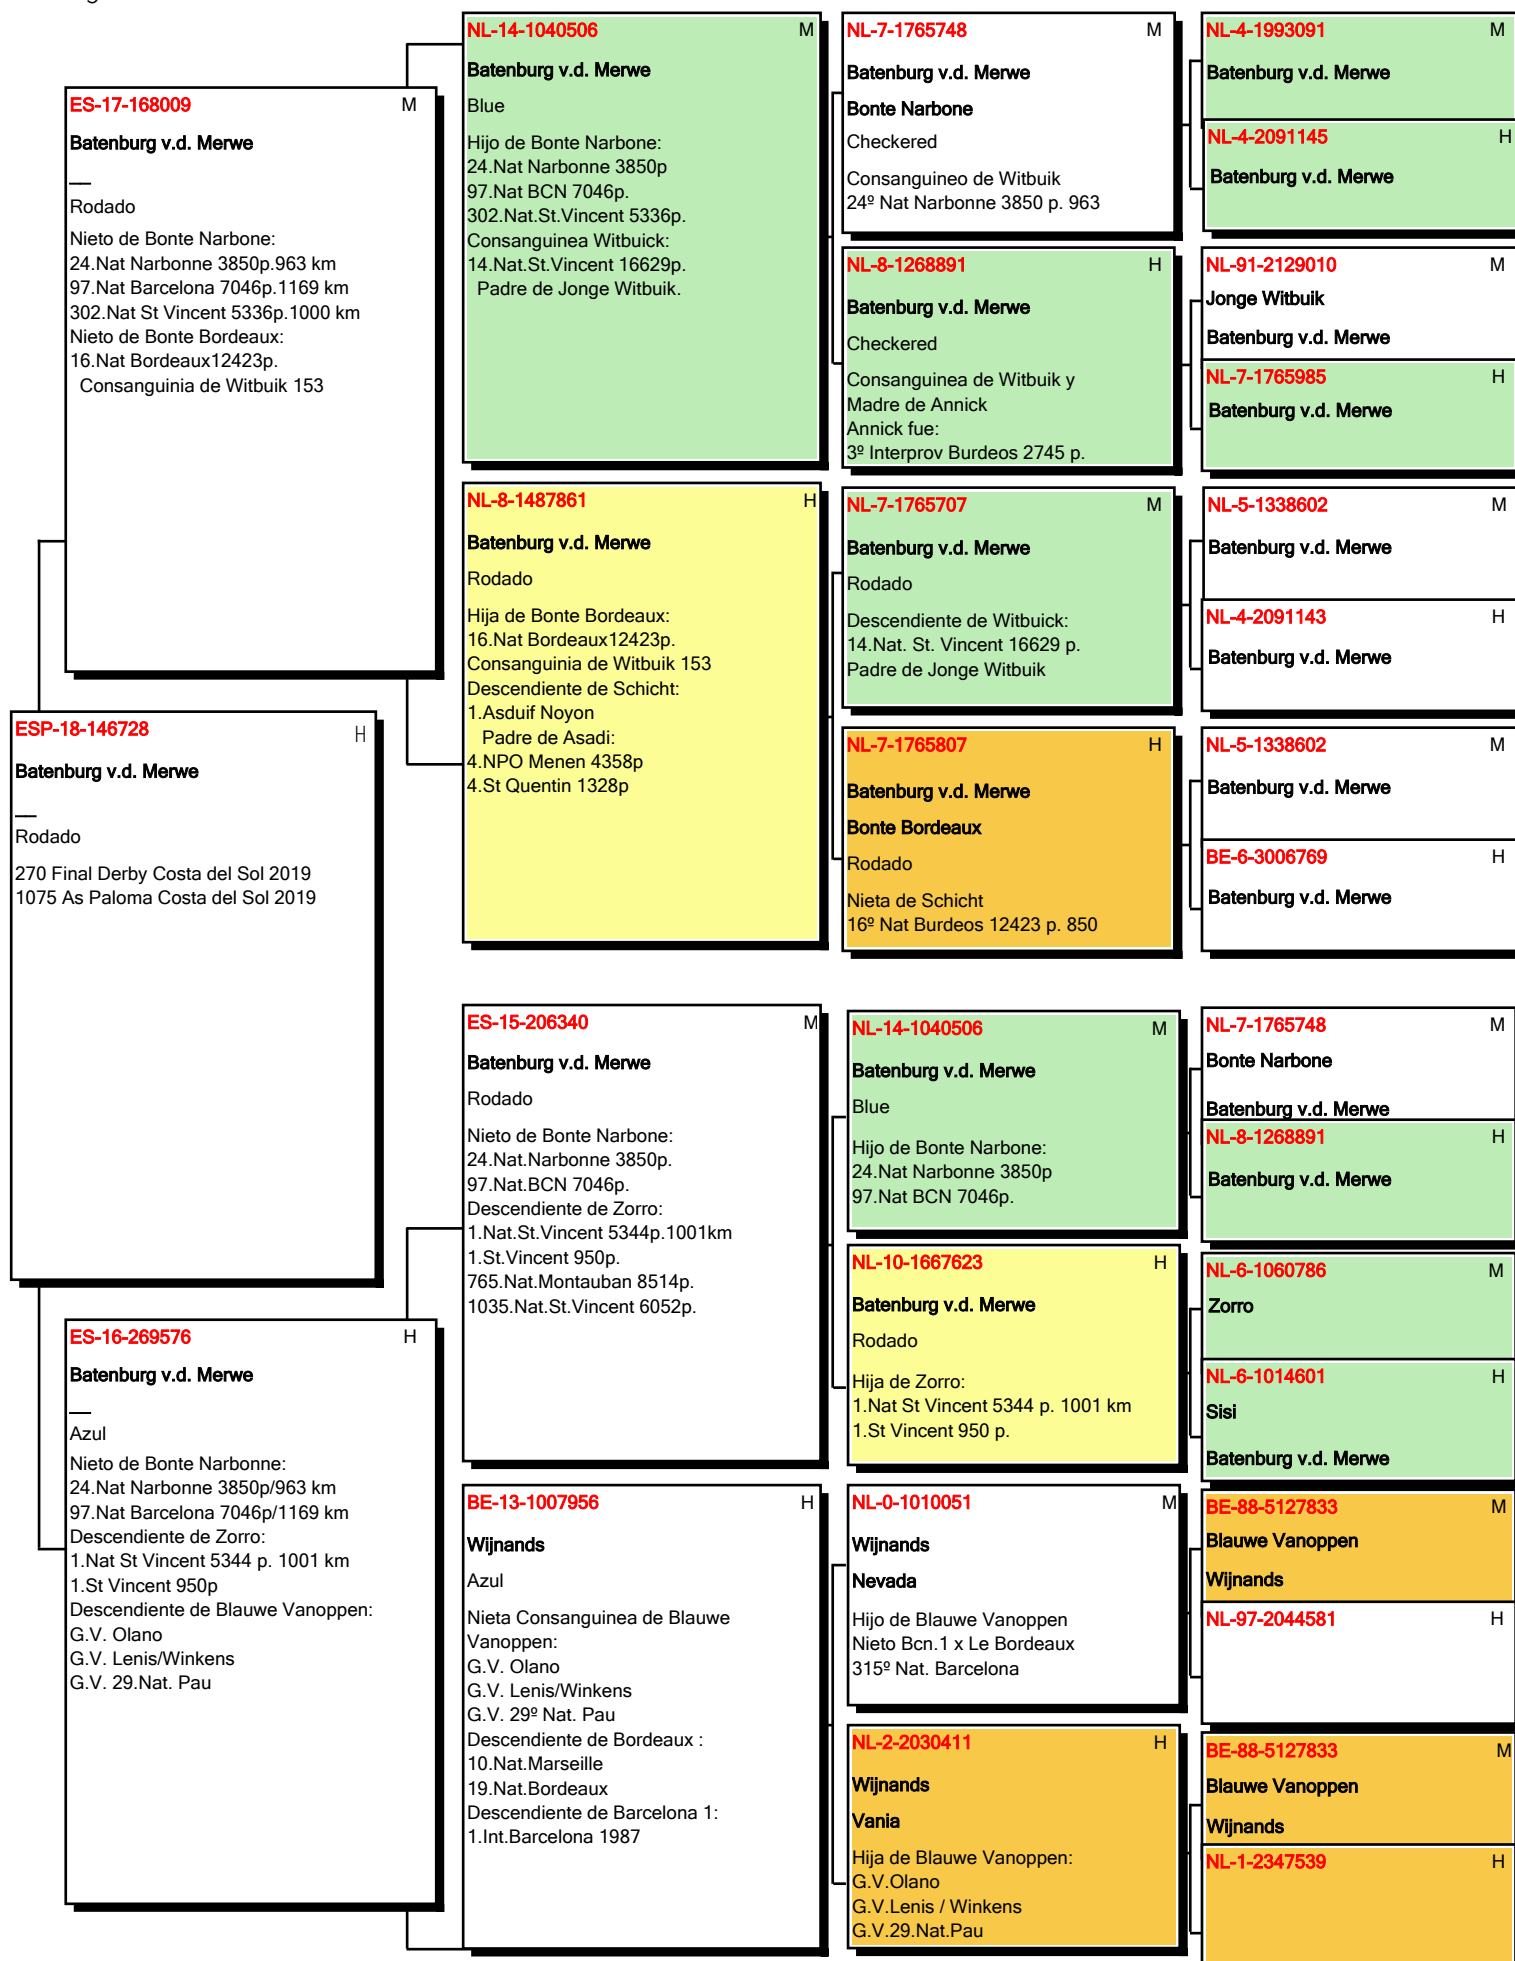 ES-17-168009 M
Batenburg v.d. Merwe
__
Rodado
Nieto de Bonte Narbone:
24.Nat Narbonne 3850p.963 km
97.Nat Barcelona 7046p.1169 km
302.Nat St Vincent 5336p.1000 km
Nieto de Bonte Bordeaux:
16.Nat Bordeaux12423p.
Consanguinia de Witbuik 153
ESP-18-146728 H
Batenburg v.d. Merwe
__
Rodado
270 Final Derby Costa del Sol 2019
1075 As Paloma Costa del Sol 2019
ES-16-269576 H
Batenburg v.d. Merwe
__
Azul
Nieto de Bonte Narbonne:
24.Nat Narbonne 3850p/963 km
97.Nat Barcelona 7046p/1169 km
Descendiente de Zorro:
1.Nat St Vincent 5344 p. 1001 km
1.St Vincent 950p
Descendiente de Blauwe Vanoppen:
G.V. Olano
G.V. Lenis/Winkens
G.V. 29.Nat. Pau
NL-14-1040506 M
Batenburg v.d. Merwe
Blue
Hijo de Bonte Narbone:
24.Nat Narbonne 3850p
97.Nat BCN 7046p.
302.Nat.St.Vincent 5336p.
Consanguinea Witbuick:
14.Nat.St.Vincent 16629p.
Padre de Jonge Witbuik.
NL-8-1487861 H
Batenburg v.d. Merwe
Rodado
Hija de Bonte Bordeaux:
16.Nat Bordeaux12423p.
Consanguinia de Witbuik 153
Descendiente de Schicht:
1.Asduif Noyon
Padre de Asadi:
4.NPO Menen 4358p
4.St Quentin 1328p
ES-15-206340 M
Batenburg v.d. Merwe
Rodado
Nieto de Bonte Narbone:
24.Nat.Narbonne 3850p.
97.Nat.BCN 7046p.
Descendiente de Zorro:
1.Nat.St.Vincent 5344p.1001km
1.St.Vincent 950p.
765.Nat.Montauban 8514p.
1035.Nat.St.Vincent 6052p.
BE-13-1007956 H
Wijnands
Azul
Nieta Consanguinea de Blauwe
Vanoppen:
G.V. Olano
G.V. Lenis/Winkens
G.V. 29º Nat. Pau
Descendiente de Bordeaux :
10.Nat.Marseille
19.Nat.Bordeaux
Descendiente de Barcelona 1:
1.Int.Barcelona 1987
NL-7-1765748 M
Batenburg v.d. Merwe
Bonte Narbone
Checkered
Consanguineo de Witbuik
24º Nat Narbonne 3850 p. 963
NL-8-1268891 H
Batenburg v.d. Merwe
Checkered
Consanguinea de Witbuik y
Madre de Annick
Annick fue:
3º Interprov Burdeos 2745 p.
NL-7-1765707 M
Batenburg v.d. Merwe
Rodado
Descendiente de Witbuick:
14.Nat. St. Vincent 16629 p.
Padre de Jonge Witbuik
NL-7-1765807 H
Batenburg v.d. Merwe
Bonte Bordeaux
Rodado
Nieta de Schicht
16º Nat Burdeos 12423 p. 850
NL-14-1040506 M
Batenburg v.d. Merwe
Blue
Hijo de Bonte Narbone:
24.Nat Narbonne 3850p
97.Nat BCN 7046p.
NL-10-1667623 H
Batenburg v.d. Merwe
Rodado
Hija de Zorro:
1.Nat St Vincent 5344 p. 1001 km
1.St Vincent 950 p.
NL-0-1010051 M
Wijnands
Nevada
Hijo de Blauwe Vanoppen
Nieto Bcn.1 x Le Bordeaux
315º Nat. Barcelona
NL-2-2030411 H
Wijnands
Vania
Hija de Blauwe Vanoppen:
G.V.Olano
G.V.Lenis / Winkens
G.V.29.Nat.Pau
NL-4-1993091 M
Batenburg v.d. Merwe
NL-4-2091145 H
Batenburg v.d. Merwe
NL-91-2129010 M
Jonge Witbuik
Batenburg v.d. Merwe
NL-7-1765985 H
Batenburg v.d. Merwe
NL-5-1338602 M
Batenburg v.d. Merwe
NL-4-2091143 H
Batenburg v.d. Merwe
NL-5-1338602 M
Batenburg v.d. Merwe
BE-6-3006769 H
Batenburg v.d. Merwe
NL-7-1765748 M
Bonte Narbone
Batenburg v.d. Merwe
NL-8-1268891 H
Batenburg v.d. Merwe
NL-6-1060786 M
Zorro
NL-6-1014601 H
Sisi
Batenburg v.d. Merwe
BE-88-5127833 M
Blauwe Vanoppen
Wijnands
NL-97-2044581 H
BE-88-5127833 M
Blauwe Vanoppen
Wijnands
NL-1-2347539 H